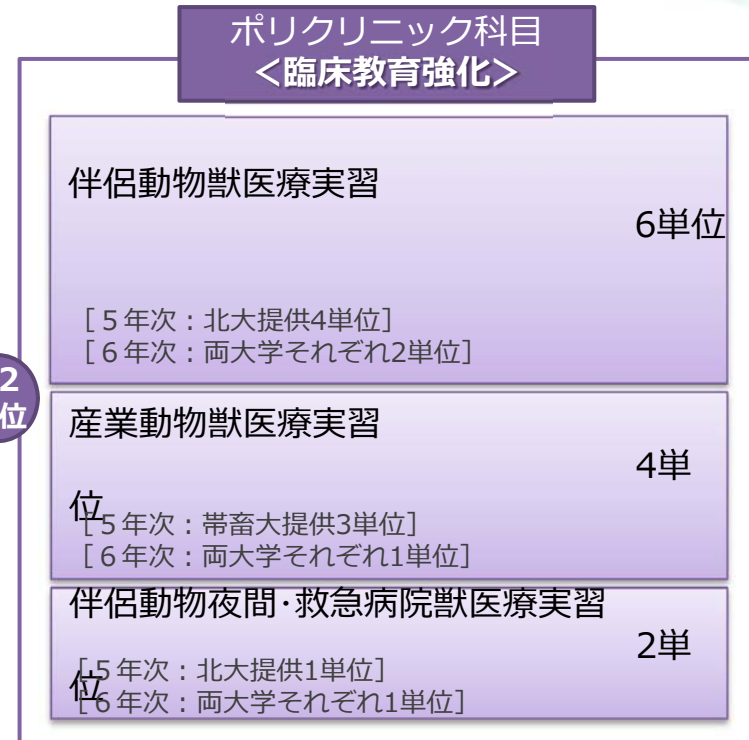 ポリクリニック科目
＜臨床教育強化＞
伴侶動物獣医療実習
6単位
［５年次：北大提供4単位］
［６年次：両大学それぞれ2単位］
2
位
産業動物獣医療実習
4単
位
［５年次：帯畜大提供3単位］
［６年次：両大学それぞれ1単位］
伴侶動物夜間･救急病院獣医療実習
2単
位
［５年次：北大提供1単位］
［６年次：両大学それぞれ1単位］